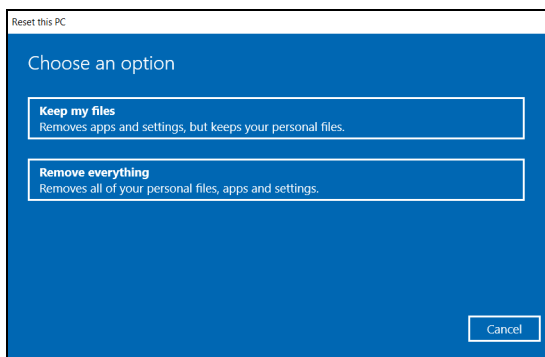 Reset this PC
Choose an option
Keep my files
Removes apps and settings, but keeps your personal files.
Remove everything
Removes all of your personal files, apps and settings.
Cancel